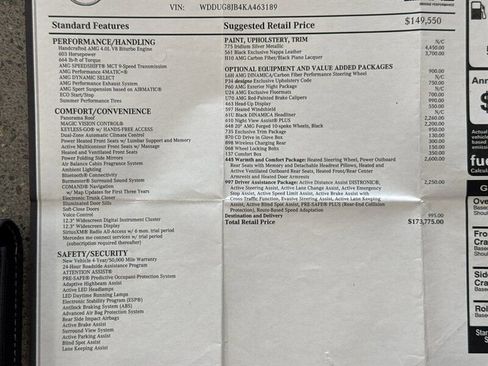 VIN: WDDUG8JB4KA463189
$149,550
Standard Features
Suggested Retail Price
PERFORMANCE/HANDLING
Handcrafted AMG 4.0L V8 Biturbo Engine
603 Horsepower
664 lb-ft of Torque
AMG SPEEDSHIFT® MCT 9-Speed Transmission
AMG Performance 4MATIC+®
AMG DYNAMIC SELECT
AMG Performance Exhaust System
AMG Sport Suspension based on AIRMATIC®
ECO Start/Stop
Summer Performance Tires
COMFORT/CONVENIENCE
Panorama Roof
MAGIC VISION CONTROL®
KEYLESS-GO® w/ HANDS-FREE ACCESS
Dual-Zone Automatic Climate Control
Power Heated Front Seats w/ Lumbar Support and Memory
Active Multicontour Front Seats w/ Massage
Heated and Ventilated Front Seats
Power Folding Side Mirrors
Air Balance Cabin Fragrance System
Ambient Lighting
Bluetooth® Connectivity
Burmester® Surround Sound System
COMAND® Navigation
w/ Map Updates for First Three Years
Electronic Trunk Closer
Illuminated Door Sills
Soft-Close Doors
Voice Control
12.3" Widescreen Digital Instrument Cluster
12.3" Widescreen Display
SiriusXM® Radio All Access w/ 6 mon. trial period
Mercedes me connect services w/ trial period
(subscription required thereafter)
SAFETY/SECURITY
New Vehicle 4-Year/50,000 Mile Warranty
24-Hour Roadside Assistance Program
ATTENTION ASSIST®
PRE-SAFE® Predictive Occupant-Protection System
Adaptive Highbeam Assist
Active LED Headlamps
LED Daytime Running Lamps
Electronic Stability Program (ESP®)
Antilock Braking System (ABS)
Advanced Air Bag Protection System
Rear Side Impact Airbags
Active Brake Assist
Surround View System
Active Parking Assist
Blind Spot Assist
Lane Keeping Assist
PAINT, UPHOLSTERY, TRIM N/C
775 Iridium Silver Metallic N/C
561 Black Exclusive Nappa Leather 4,450.00
H10 AMG Carbon Fiber/Black Piano Lacquer 3,700.00
OPTIONAL EQUIPMENT AND VALUE ADDED PACKAGES
L6H AMG DINAMICA/Carbon Fiber Performance Steering Wheel 900.00
P34 designo Exclusive Upholstery Code 750.00
P60 AMG Exterior Night Package N/C
U26 AMG Exclusive Floormats 700.00
U70 AMG Red-Painted Brake Calipers 990.00
463 Head-Up Display 550.00
597 Heated Windshield N/C
61U Black DINAMICA Headliner 2,260.00
610 Night View Assist® PLUS 2,200.00
64R 20" AMG Forged 10-spoke Wheels, Black 950.00
735 Exclusive Trim Package 130.00
870 CD Drive in Glove Box 300.00
898 Wireless Charging Rear 150.00
068 Wheel Locking Bolts 150.00
137 Comfort Box 2,600.00
445 Warmth and Comfort Package: Heated Steering Wheel, Power Outboard
Rear Seats with Memory and Detachable Headrest Pillows, Heated and
Active Ventilated Outboard Rear Seats, Heated Front/Rear Center
Armrests and Heated Door Armrests
997 Driver Assistance Package: Active Distance Assist DISTRONIC®, 2,250.00
Active Steering Assist, Active Lane Change Assist, Active Emergency
Stop Assist, Active Speed Limit Assist, Active Brake Assist with
Cross Traffic Function, Evasive Steering Assist, Active Lane Keeping
Assist, Active Blind Spot Assist, PRE-SAFE® PLUS (Rear-End Collision
Protection), Route-Based Speed Adaptation
Destination and Delivery 995.00
Total Retail Price $173,775.00